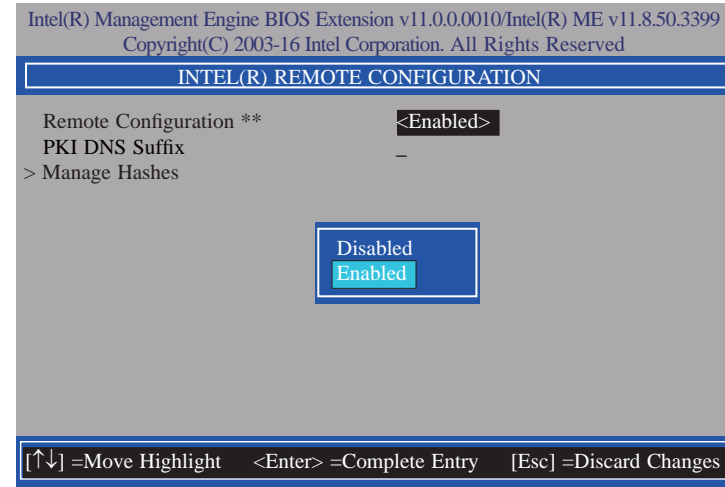 Intel(R) Management Engine BIOS Extension v11.0.0.0010/Intel(R) ME v11.8.50.3399
Copyright(C) 2003-16 Intel Corporation. All Rights Reserved
INTEL(R) REMOTE CONFIGURATION
Remote Configuration ** <Enabled>
PKI DNS Suffix _
> Manage Hashes
Disabled
Enabled
[↑↓] =Move Highlight <Enter> =Complete Entry [Esc] =Discard Changes